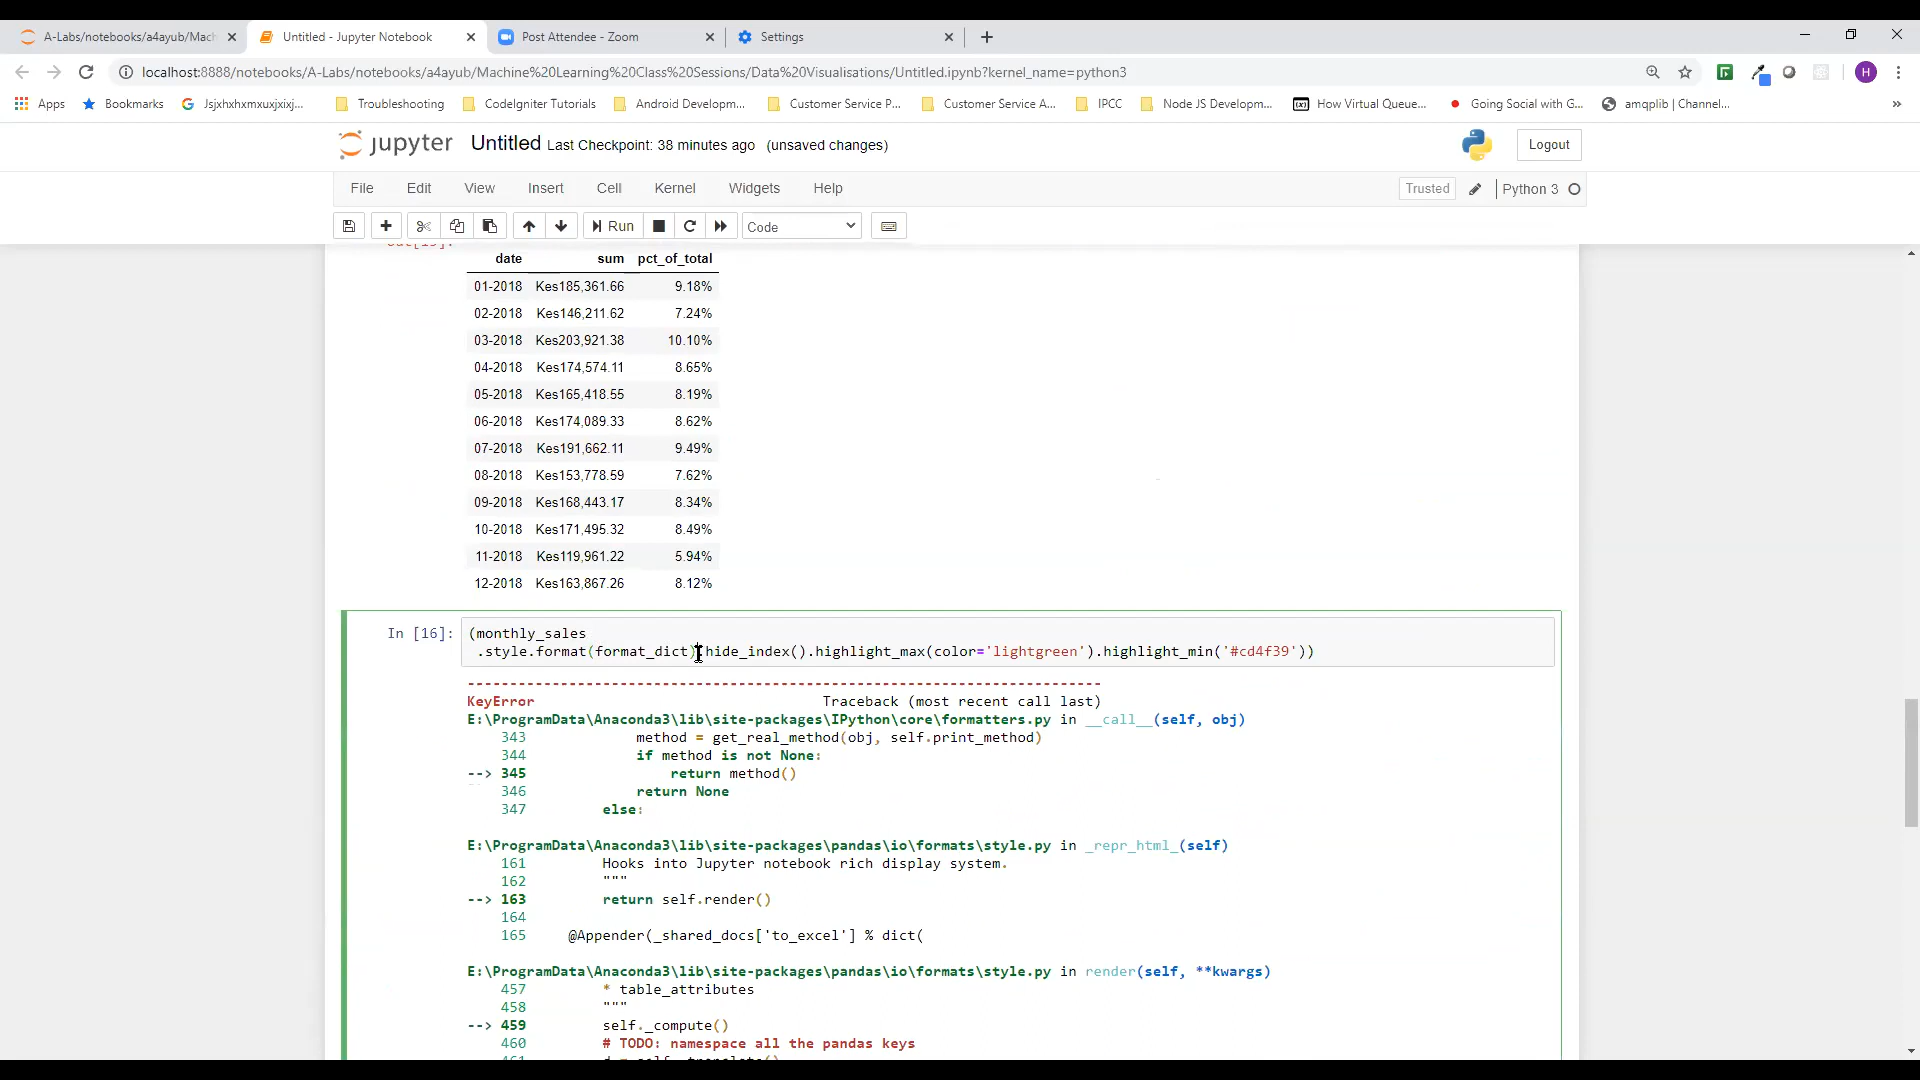 A-Labs/notebooks/a4ayub/Mach
Untitled - Jupyter Notebook
Post Attendee - Zoom
Settings
localhost:8888/notebooks/A-Labs/notebooks/a4ayub/Machine%20Learning%20Class%20Sessions/Data%20Visualisations/Untitled.ipynb?kernel_name=python3
H
Apps
Bookmarks
Jsjxhxhxmxuxjxixj...
Troubleshooting
CodeIgniter Tutorials
Android Developm...
Customer Service P...
Customer Service A...
IPCC
Node JS Developm...
How Virtual Queue...
Going Social with G...
amqplib | Channel...
jupyter Untitled Last Checkpoint: 38 minutes ago (unsaved changes)
Logout
File Edit View Insert Cell Kernel Widgets Help
Trusted
Python 3
Run
Code
date sum pct_of_total
01-2018 Kes185,361.66 9.18%
02-2018 Kes146,211.62 7.24%
03-2018 Kes203,921.38 10.10%
04-2018 Kes174,574.11 8.65%
05-2018 Kes165,418.55 8.19%
06-2018 Kes174,089.33 8.62%
07-2018 Kes191,662.11 9.49%
08-2018 Kes153,778.59 7.62%
09-2018 Kes168,443.17 8.34%
10-2018 Kes171,495.32 8.49%
11-2018 Kes119,961.22 5.94%
12-2018 Kes163,867.26 8.12%
In [16]: (monthly_sales
.style.format(format_dict).hide_index().highlight_max(color='lightgreen').highlight_min('#cd4f39'))
---------------------------------------------------------------------------
KeyError Traceback (most recent call last)
E:\ProgramData\Anaconda3\lib\site-packages\IPython\core\formatters.py in __call__(self, obj)
343 method = get_real_method(obj, self.print_method)
344 if method is not None:
--> 345 return method()
346 return None
347 else:
E:\ProgramData\Anaconda3\lib\site-packages\pandas\io\formats\style.py in _repr_html_(self)
161 Hooks into Jupyter notebook rich display system.
162 """
--> 163 return self.render()
164
165 @Appender(_shared_docs['to_excel'] % dict(
E:\ProgramData\Anaconda3\lib\site-packages\pandas\io\formats\style.py in render(self, **kwargs)
457 * table_attributes
458 """
--> 459 self._compute()
460 # TODO: namespace all the pandas keys